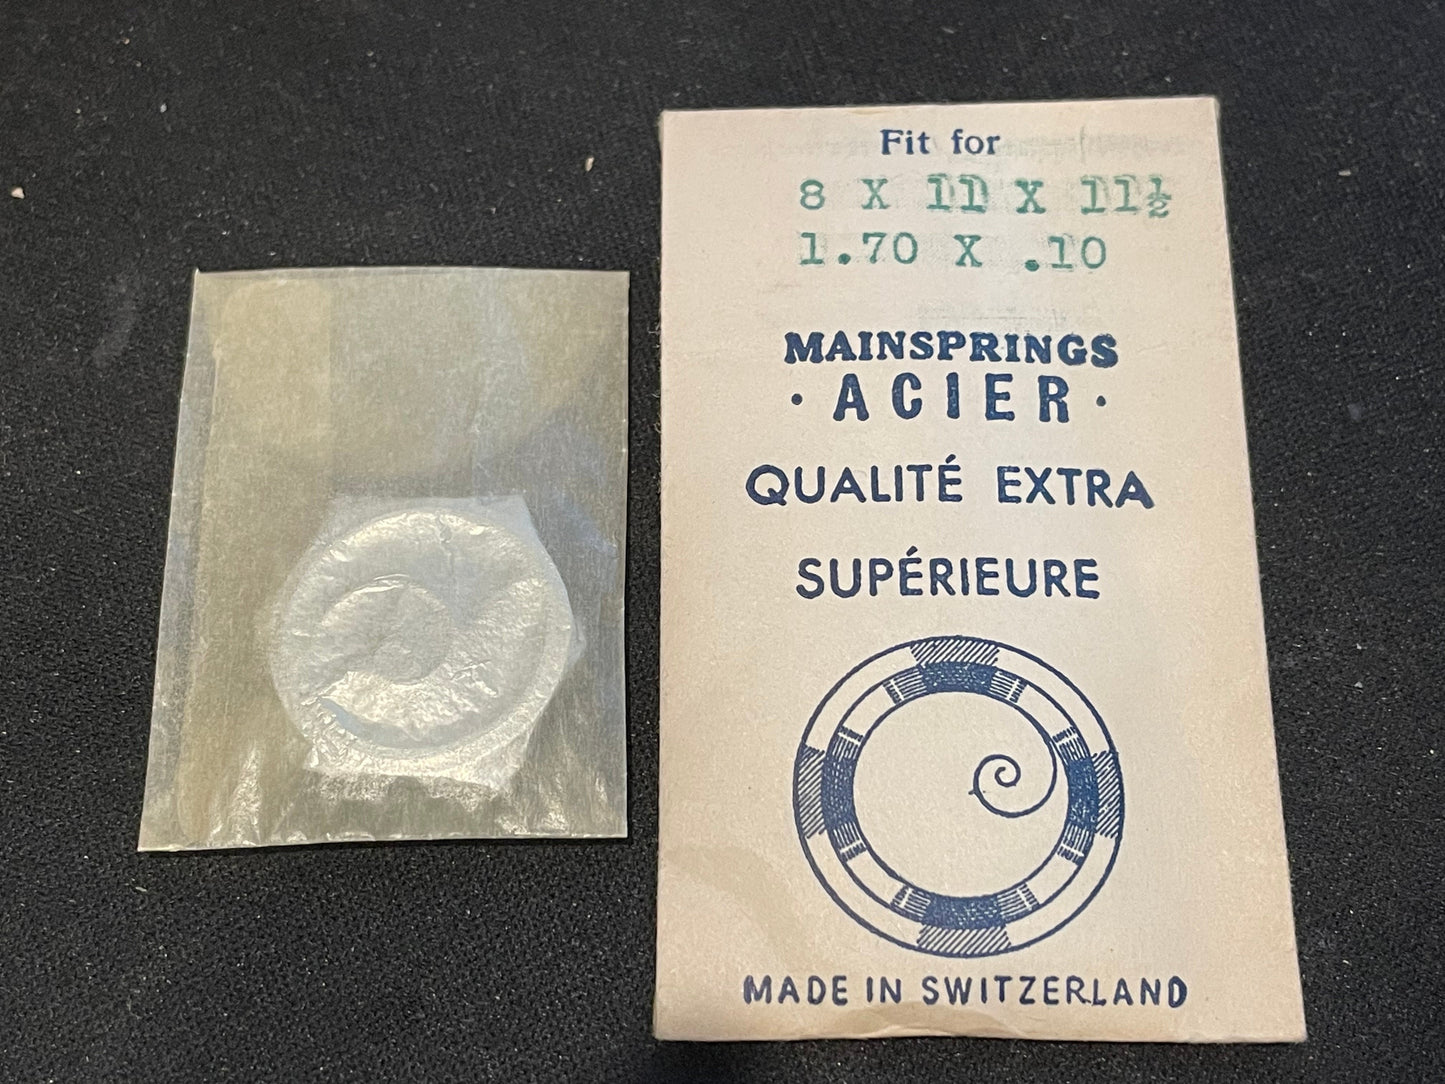 Fit for
8 X 11 X 11½
1.70 X .10
MAINSPRINGS
· ACIER ·
QUALITÉ EXTRA
SUPÉRIEURE
MADE IN SWITZERLAND